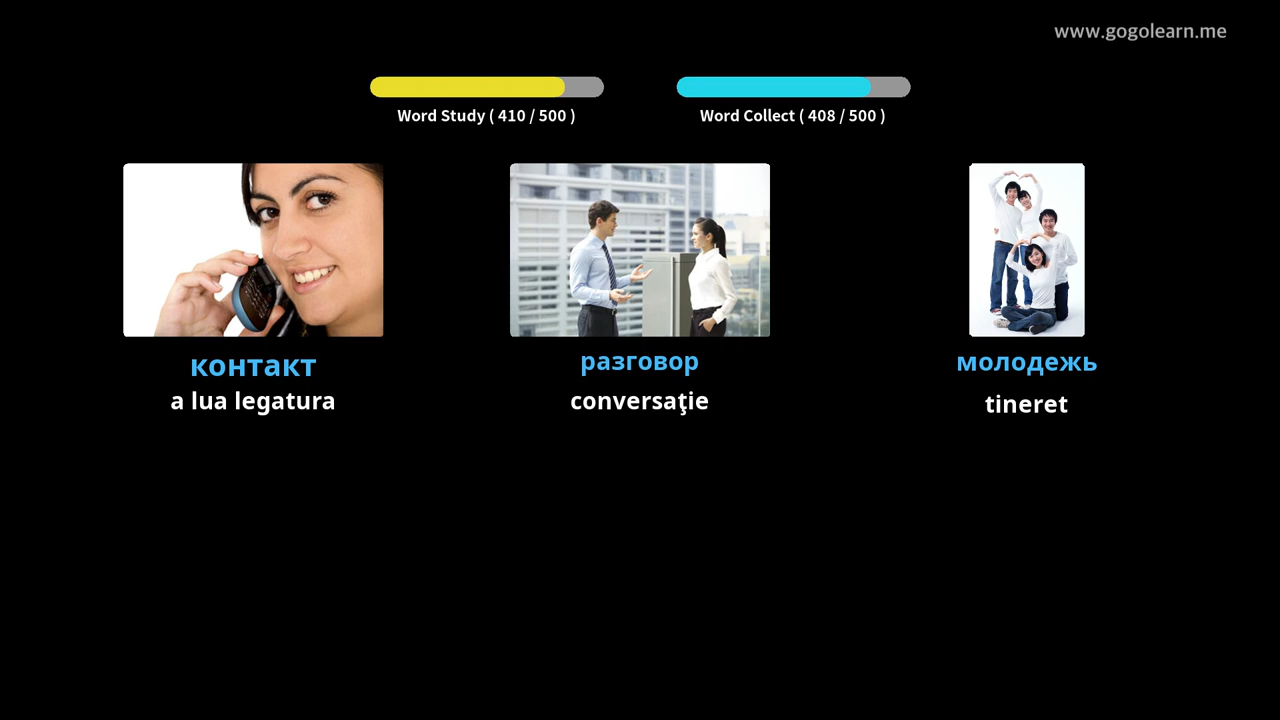 www.gogolearn.me
Word Study ( 410 / 500 )
Word Collect ( 408 / 500 )
контакт
a lua legatura
разговор
conversaţie
молодежь
tineret